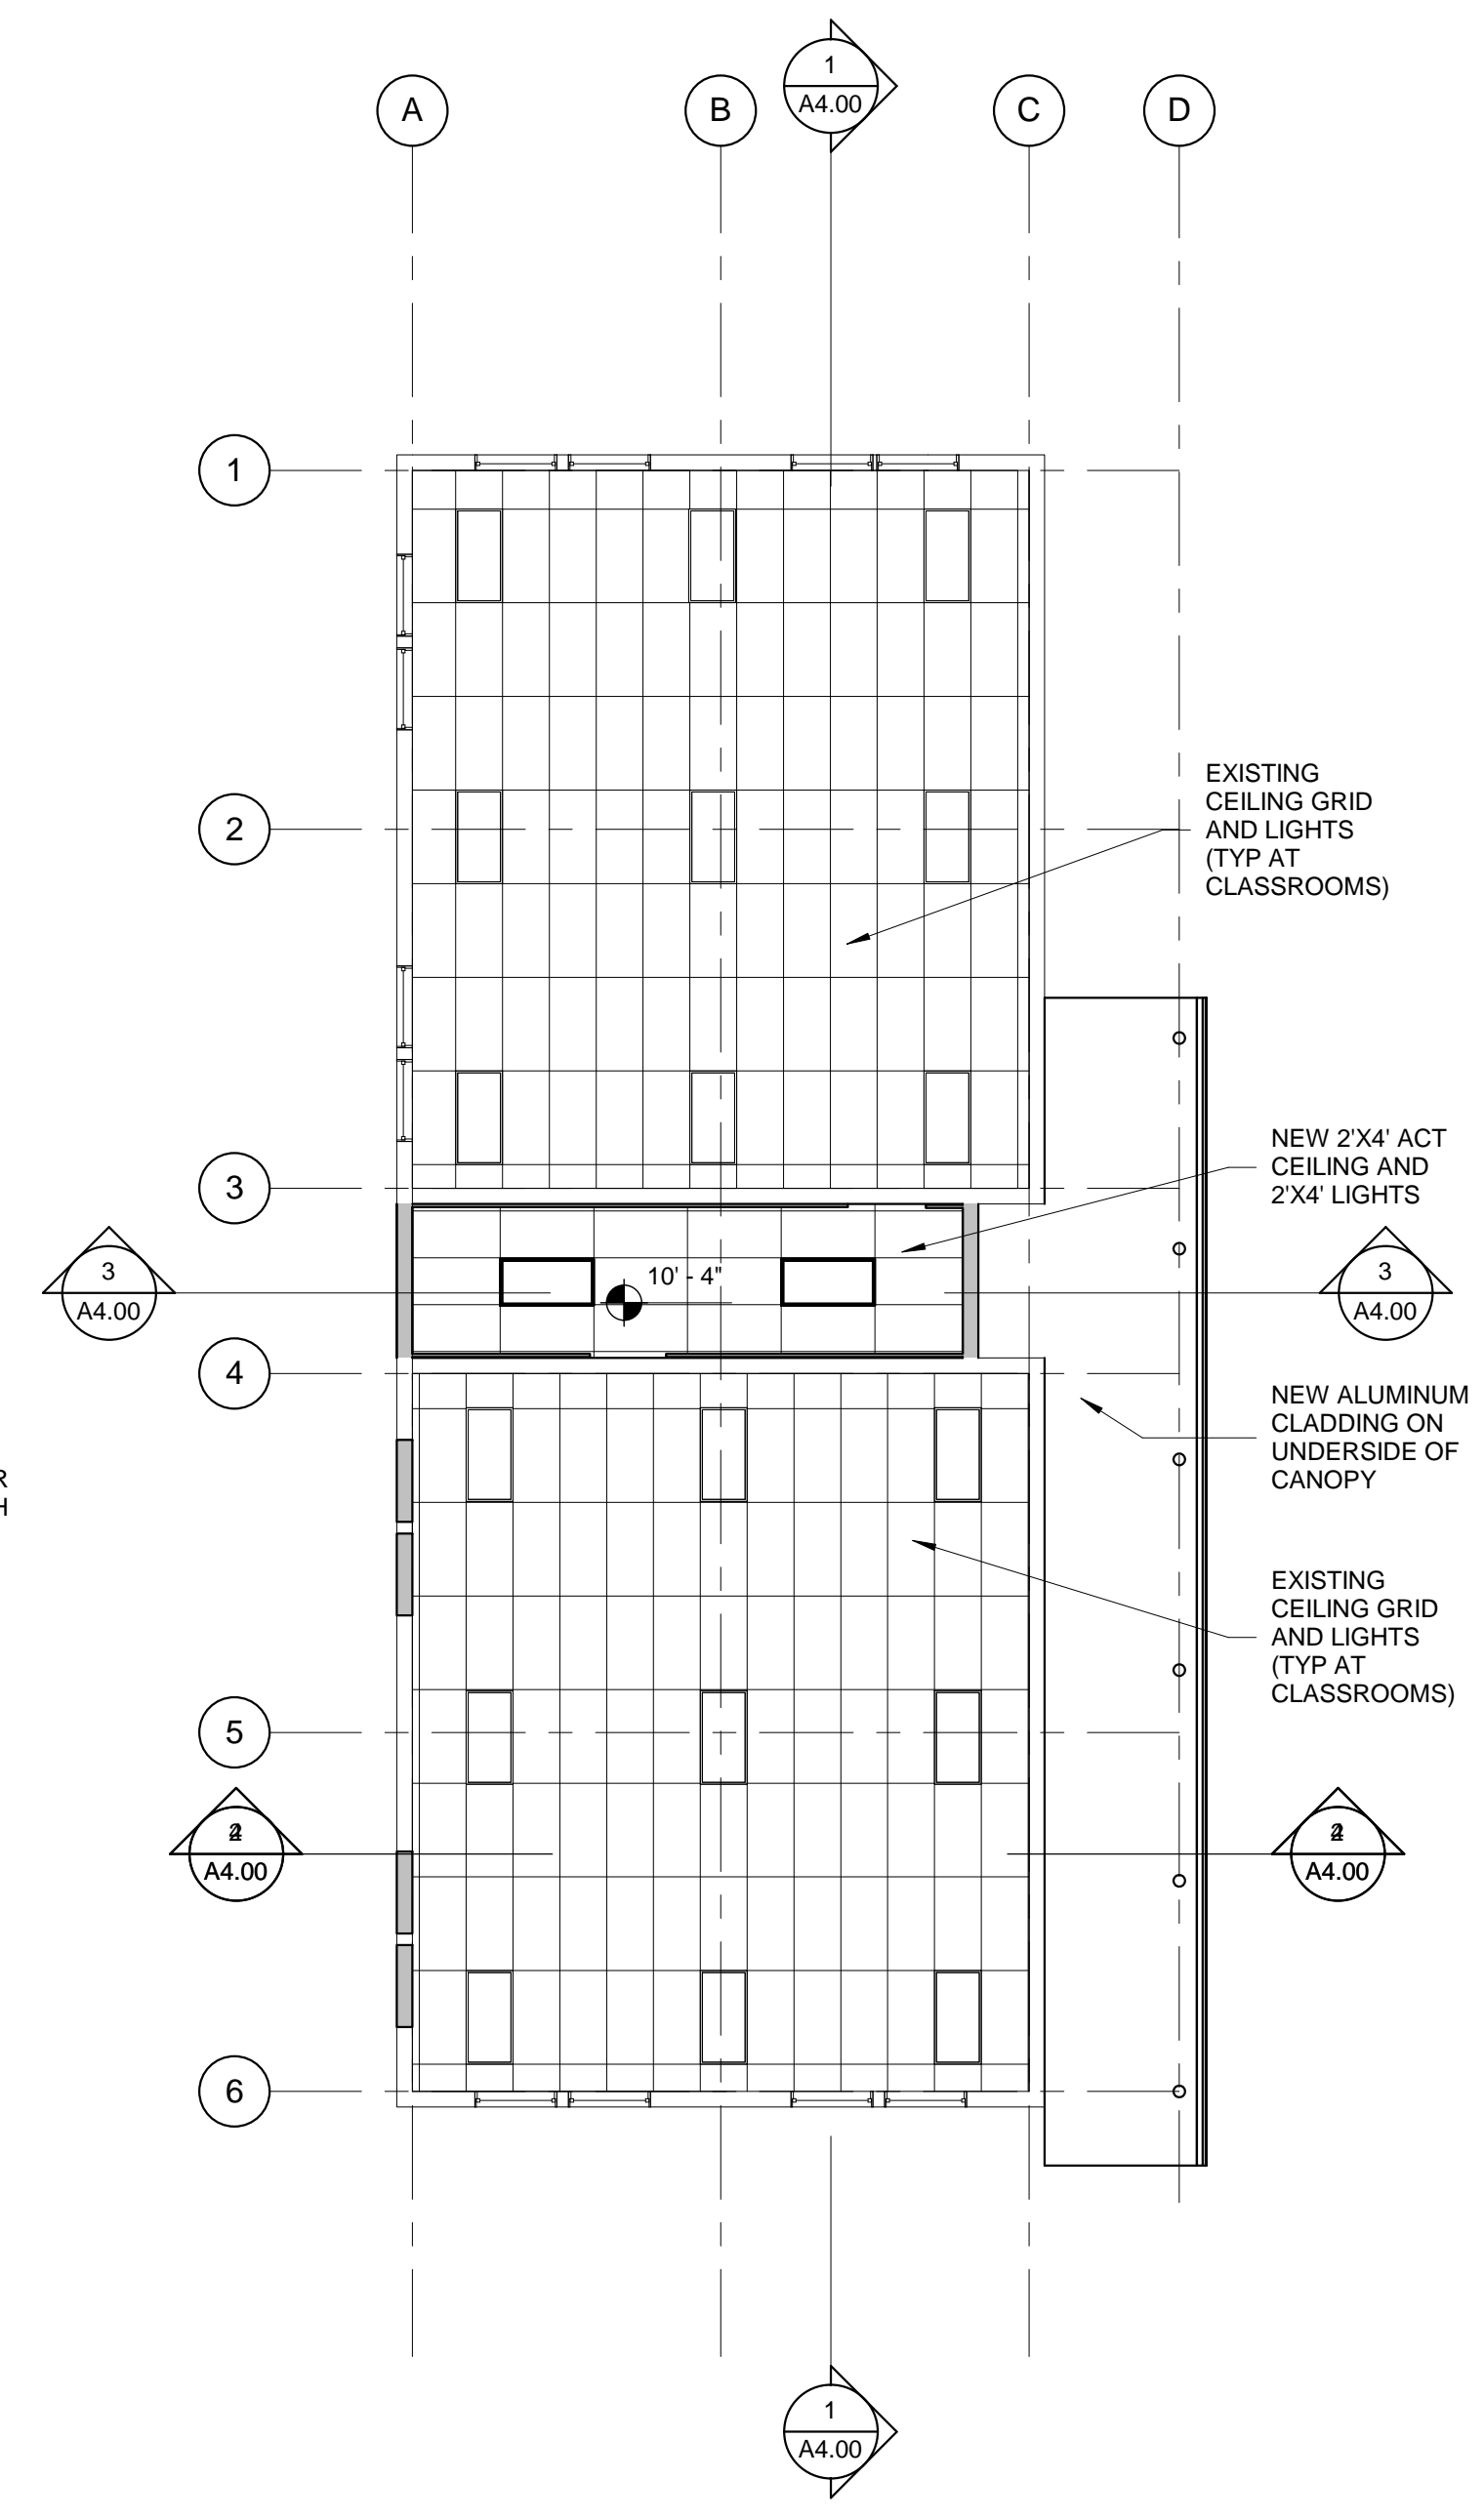 1
A4.00
A
B
C
D
1
2
EXISTING
CEILING GRID
AND LIGHTS
(TYP AT
CLASSROOMS)
3
NEW 2'X4' ACT
CEILING AND
2'X4' LIGHTS
3
A4.00
10' - 4"
3
A4.00
4
NEW ALUMINUM
CLADDING ON
UNDERSIDE OF
CANOPY
R
H
EXISTING
CEILING GRID
AND LIGHTS
(TYP AT
CLASSROOMS)
5
A4.00
A4.00
6
1
A4.00